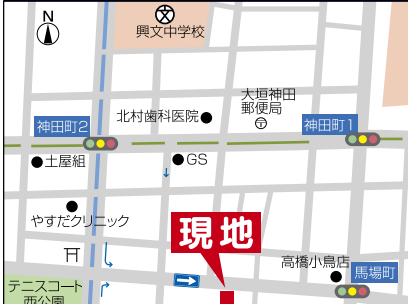 N
文
興文中学校
大垣神田
郵便局
北村歯科医院
神田町2
神田町1
土屋組
GS
やすだクリニック
現地
高橋小鳥店
馬場町
テニスコート
西公園